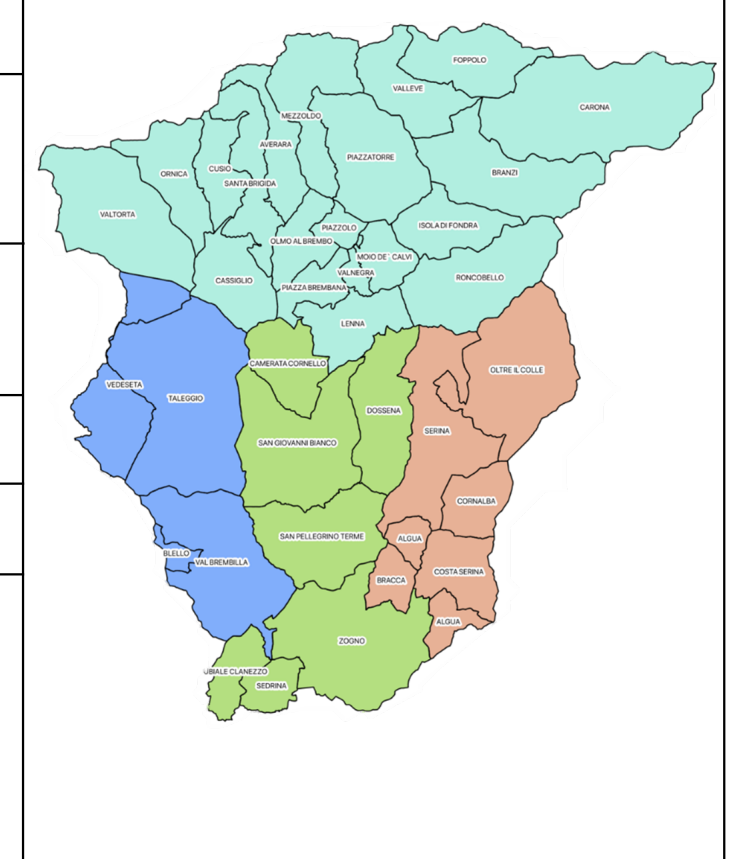 FOPPOLO
VALLEVE
CARONA
MEZZOLDO
AVERARA
PIAZZATORRE
CUSIO
ORNICA
BRANZI
SANTA BRIGIDA
VALTORTA
ISOLA DI FONDRA
PIAZZOLO
OLMO AL BREMBO
MOIO DE' CALVI
VALNEGRA
RONCOBELLO
CASSIGLIO
PIAZZA BREMBANA
LENNA
CAMERATA CORNELLO
OLTRE IL COLLE
VEDESETA
TALEGGIO
DOSSENA
SERINA
SAN GIOVANNI BIANCO
CORNALBA
SAN PELLEGRINO TERME
ALGUA
BLELLO
VAL BREMBILLA
COSTA SERINA
BRACCA
ALGUA
ZOGNO
UBIALE CLANEZZO
SEDRINA